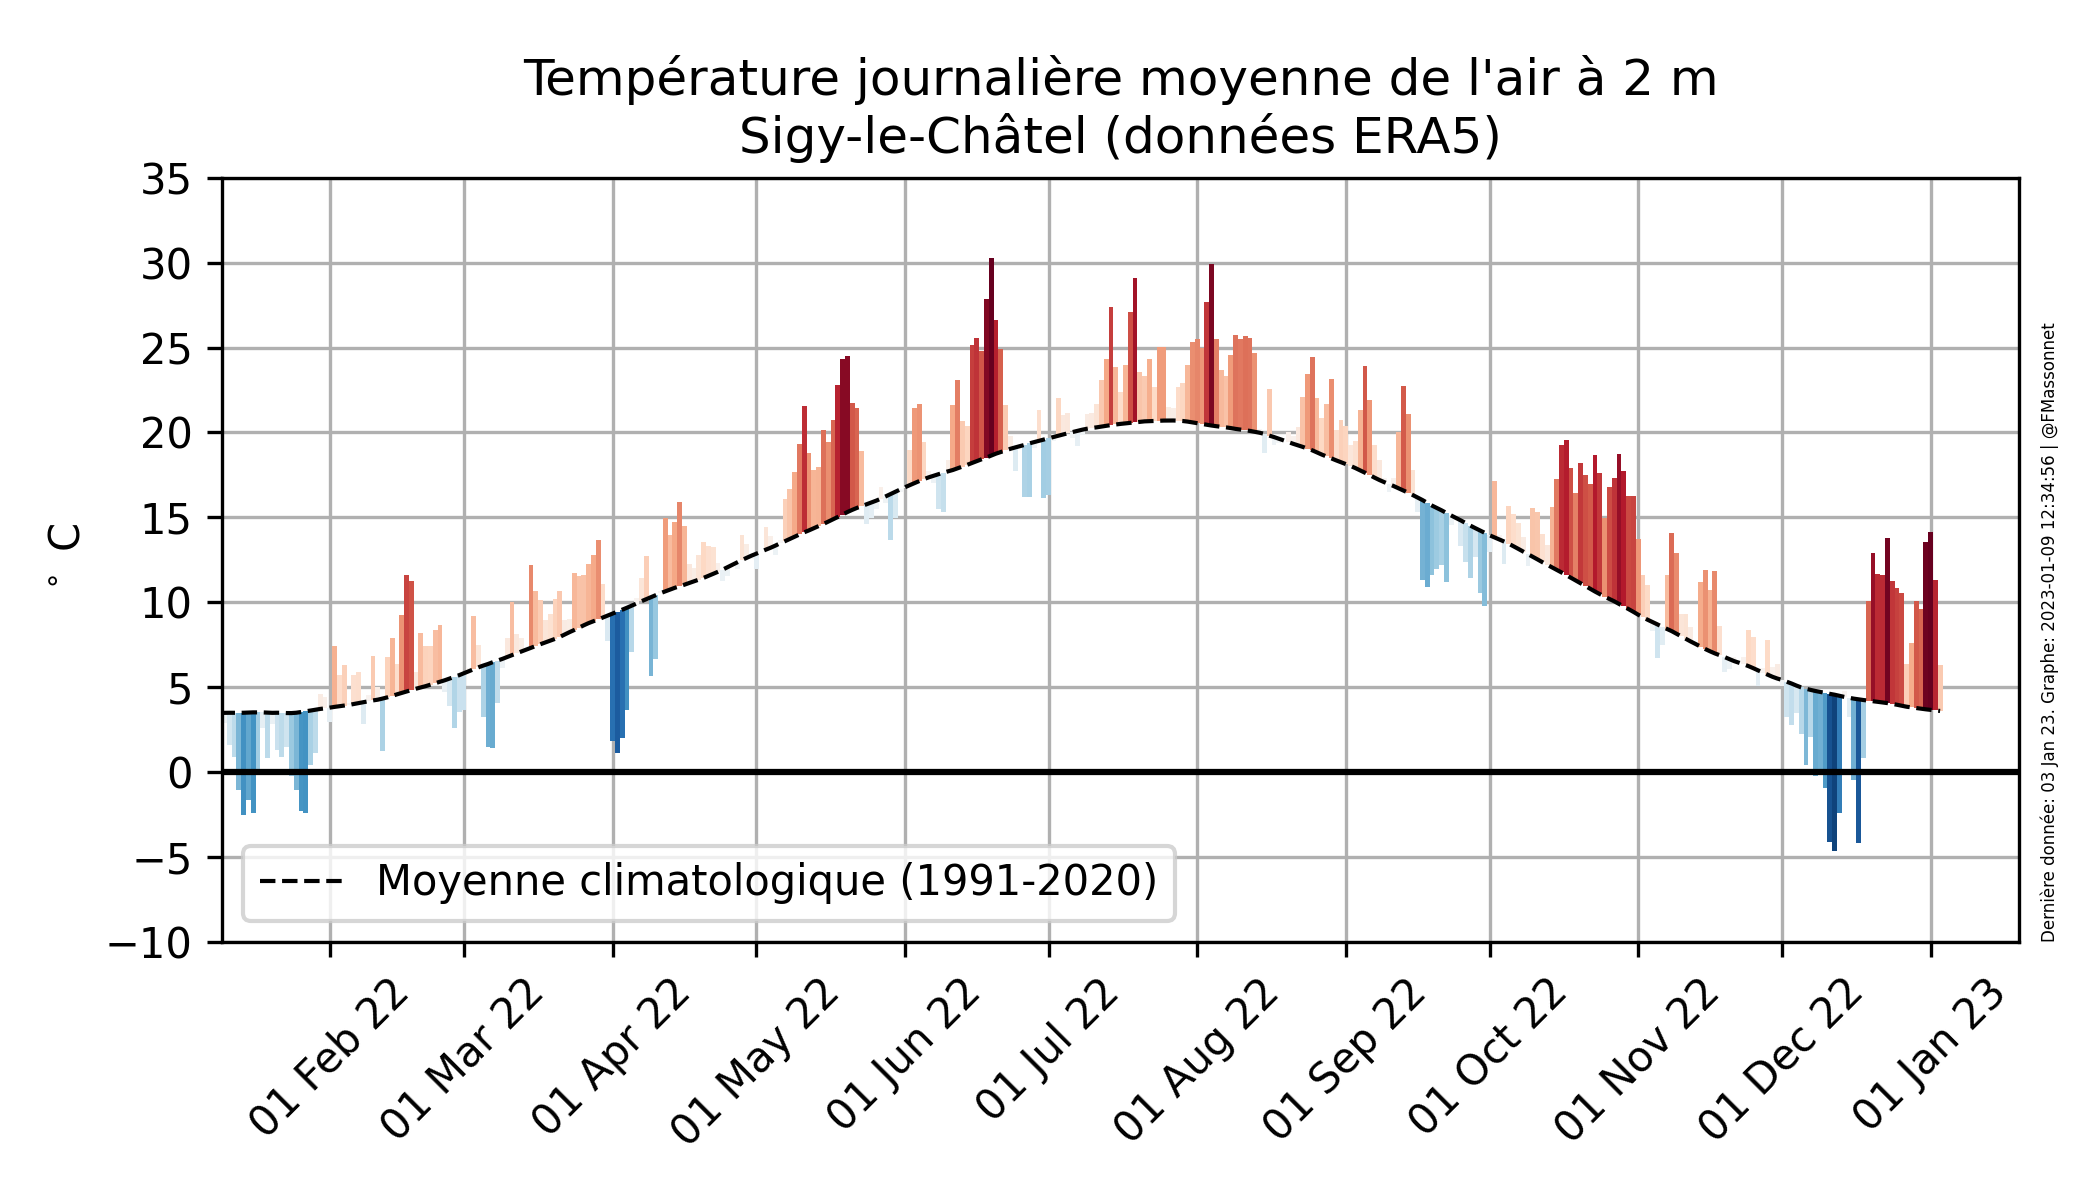 Température journalière moyenne de l'air à 2 m
Sigy-le-Châtel (données ERA5)
35
30
25
20
15
10
5
0
−5
−10
° C
Moyenne climatologique (1991-2020)
01 Feb 22
01 Mar 22
01 Apr 22
01 May 22
01 Jun 22
01 Jul 22
01 Aug 22
01 Sep 22
01 Oct 22
01 Nov 22
01 Dec 22
01 Jan 23
Dernière donnée: 03 Jan 23. Graphe: 2023-01-09 12:34:56 | @FMassonnet